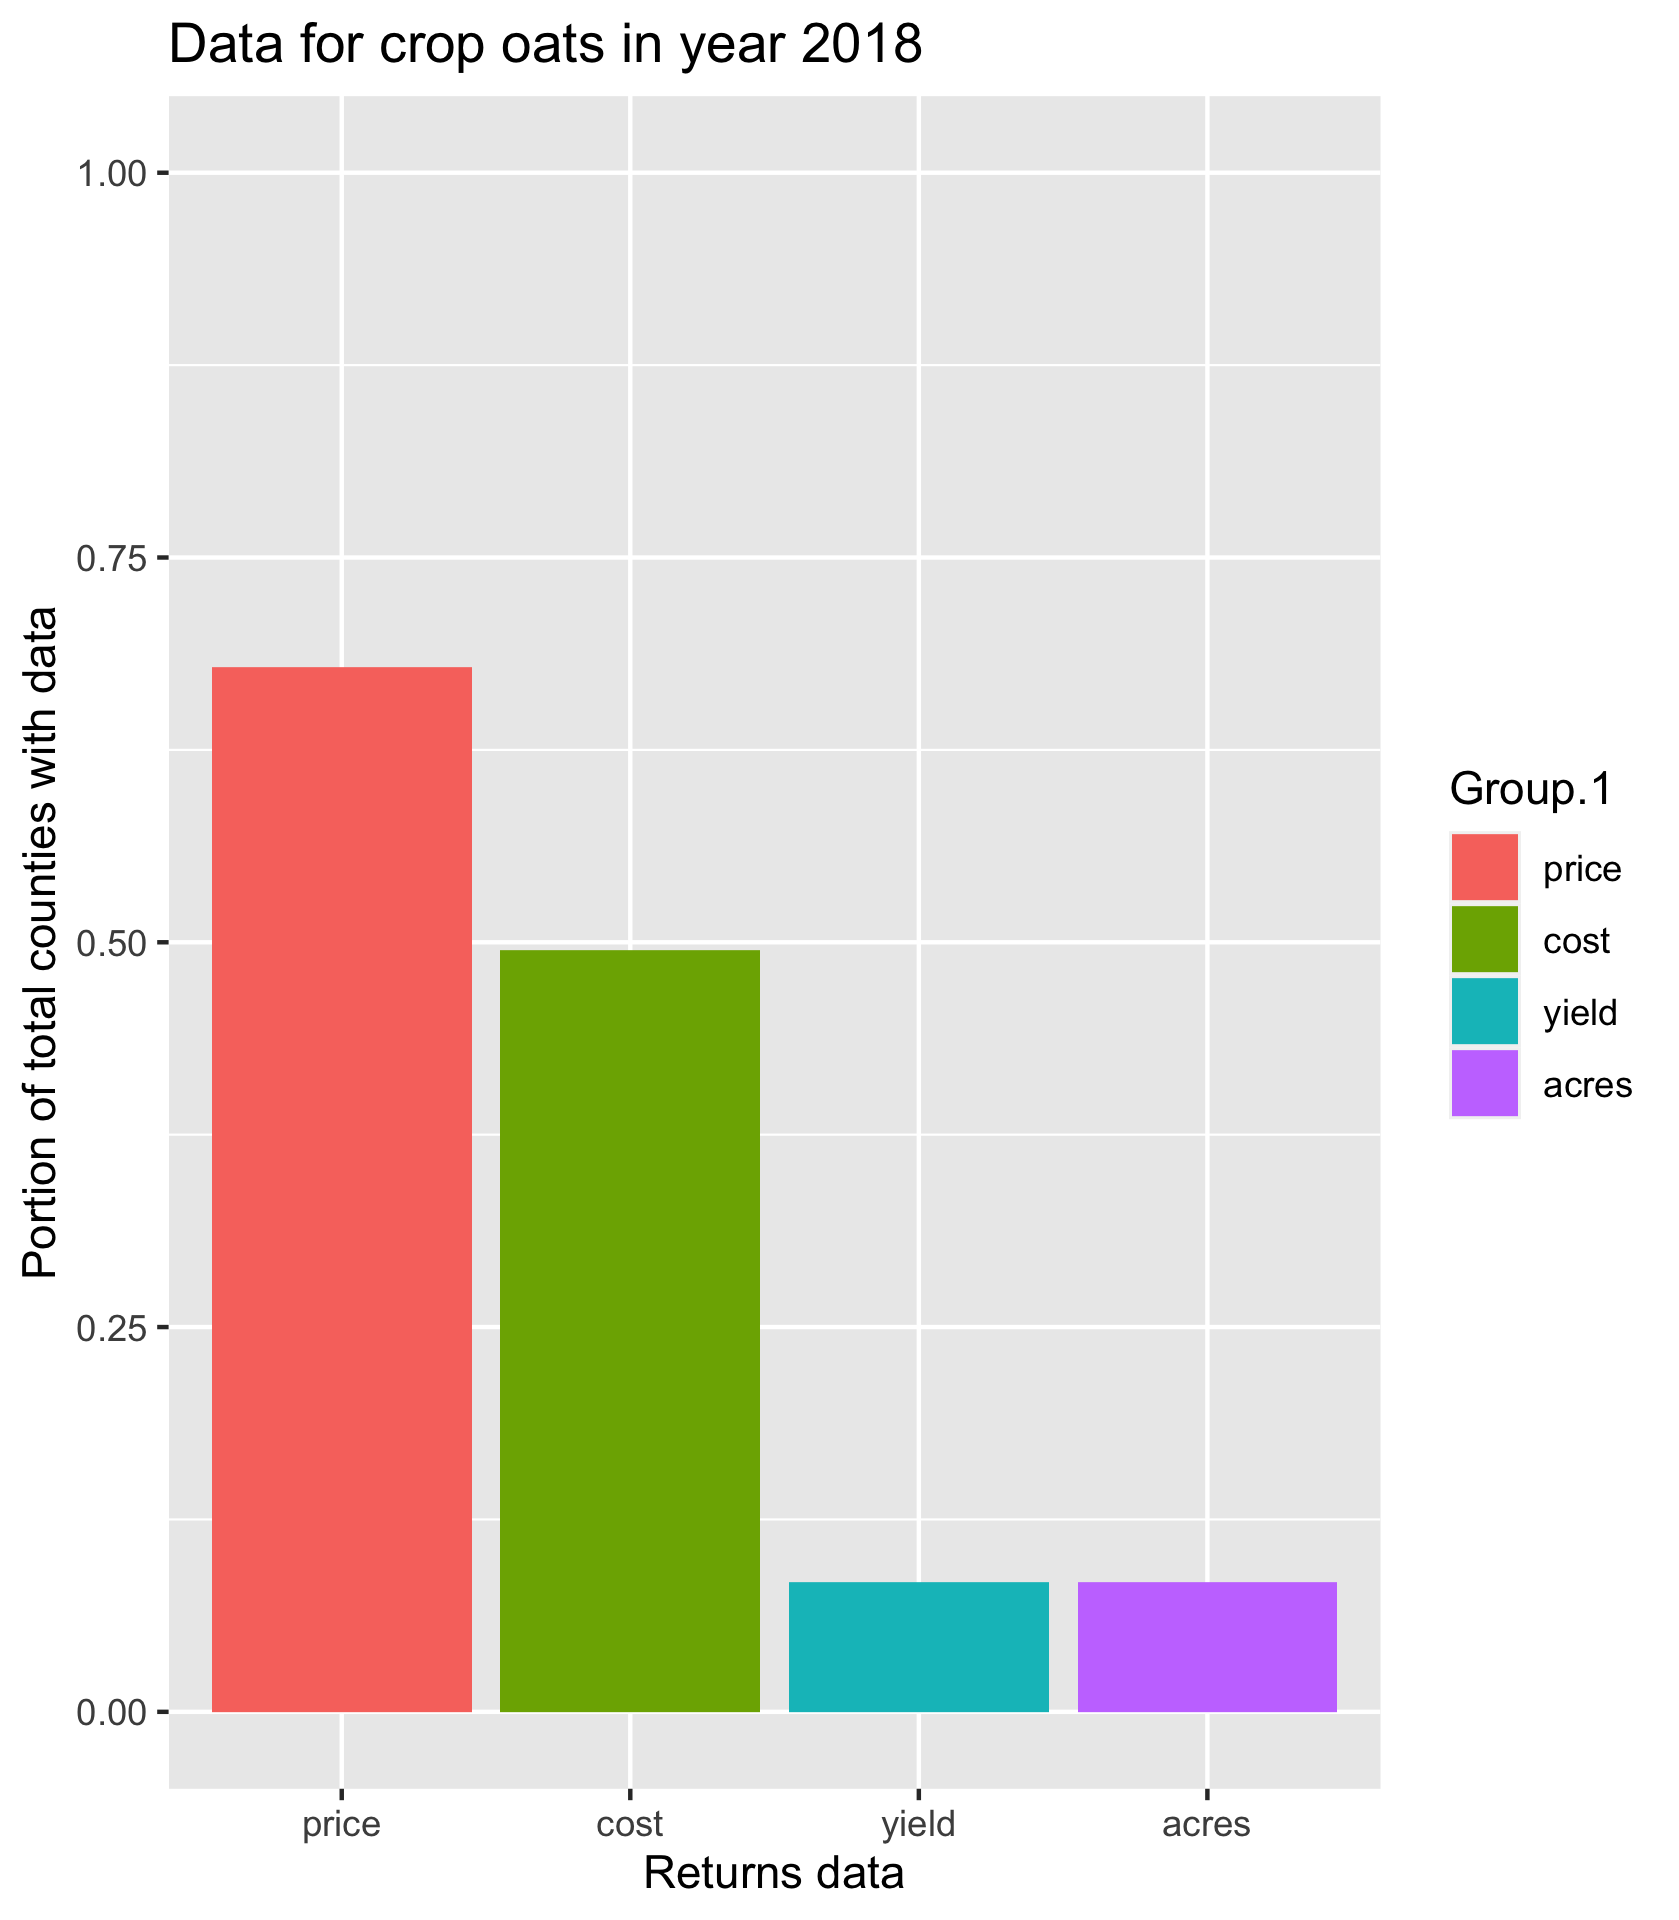 Data for crop oats in year 2018
Portion of total counties with data
1.00
0.75
0.50
0.25
0.00
price
cost
yield
acres
Returns data
Group.1
price
cost
yield
acres